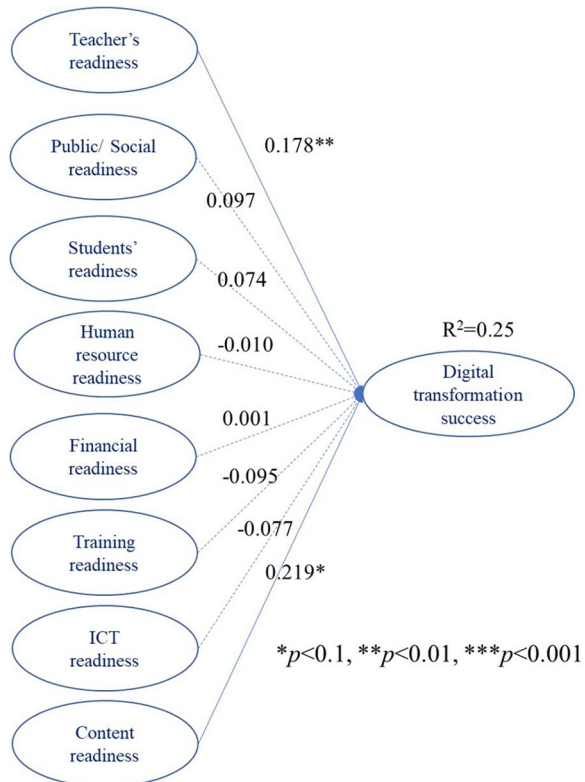 Teacher’s
readiness
0.178**
Public/ Social
readiness
0.097
Students’
readiness
0.074
Human
resource
readiness
-0.010
R²=0.25
Digital
transformation
success
Financial
readiness
0.001
-0.095
Training
readiness
-0.077
0.219*
ICT
readiness
*p<0.1, **p<0.01, ***p<0.001
Content
readiness